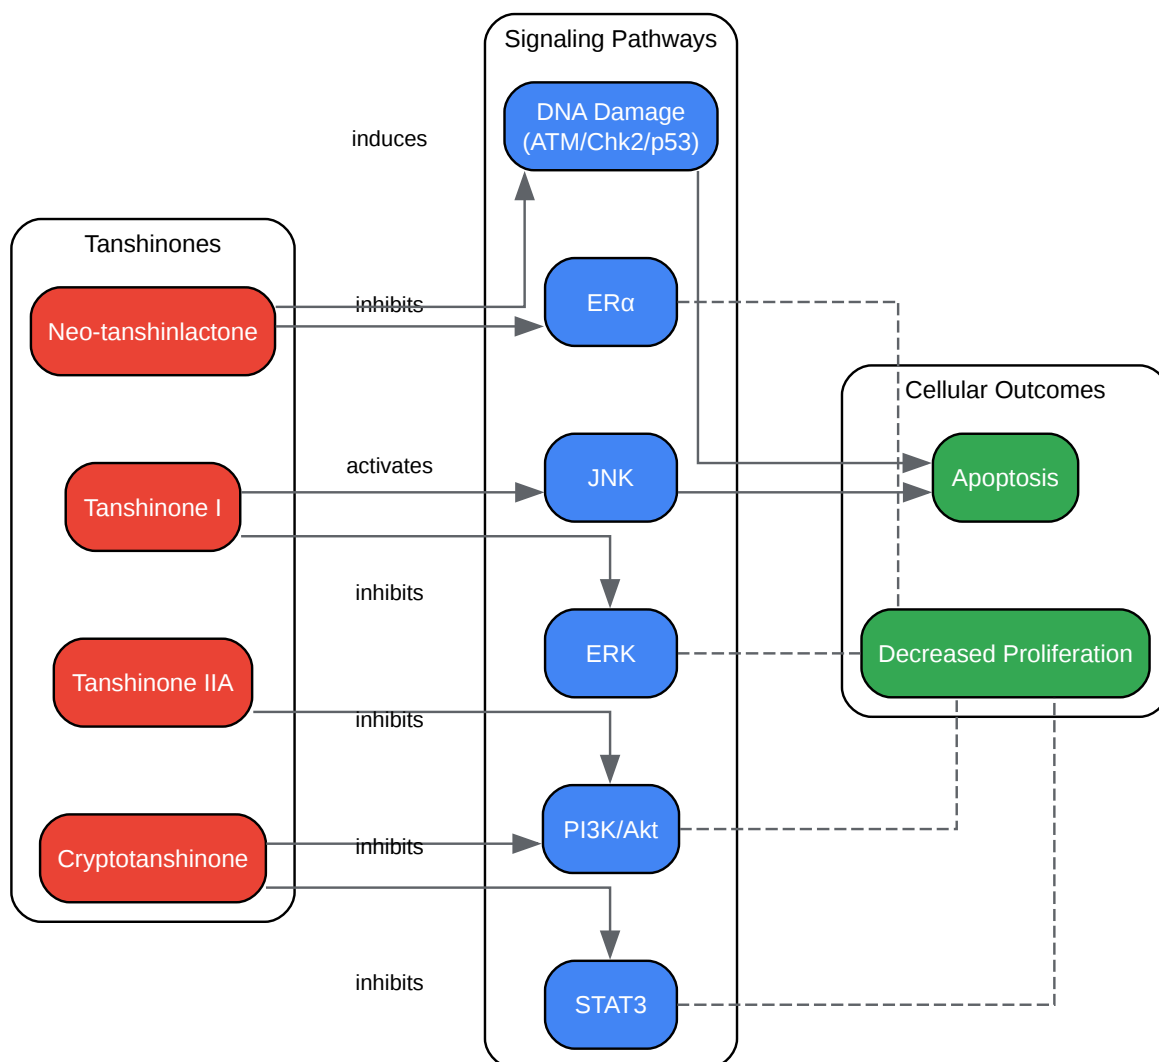 Signaling Pathways
DNA Damage
(ATM/Chk2/p53)
induces
Tanshinones
Neo-tanshinlactone
inhibits
ERα
Cellular Outcomes
activates
Tanshinone I
JNK
Apoptosis
inhibits
ERK
Decreased Proliferation
Tanshinone IIA
inhibits
PI3K/Akt
Cryptotanshinone
inhibits
inhibits
STAT3